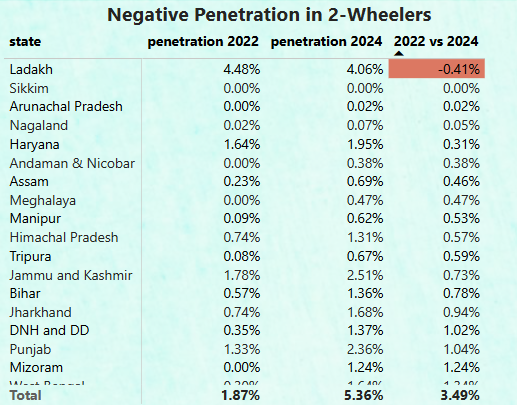 Negative Penetration in 2-Wheelers
state penetration 2022 penetration 2024 2022 vs 2024
Ladakh 4.48% 4.06% -0.41%
Sikkim 0.00% 0.00% 0.00%
Arunachal Pradesh 0.00% 0.02% 0.02%
Nagaland 0.02% 0.07% 0.05%
Haryana 1.64% 1.95% 0.31%
Andaman & Nicobar 0.00% 0.38% 0.38%
Assam 0.23% 0.69% 0.46%
Meghalaya 0.00% 0.47% 0.47%
Manipur 0.09% 0.62% 0.53%
Himachal Pradesh 0.74% 1.31% 0.57%
Tripura 0.08% 0.67% 0.59%
Jammu and Kashmir 1.78% 2.51% 0.73%
Bihar 0.57% 1.36% 0.78%
Jharkhand 0.74% 1.68% 0.94%
DNH and DD 0.35% 1.37% 1.02%
Punjab 1.33% 2.36% 1.04%
Mizoram 0.00% 1.24% 1.24%
West Bengal
Total 1.87% 5.36% 3.49%